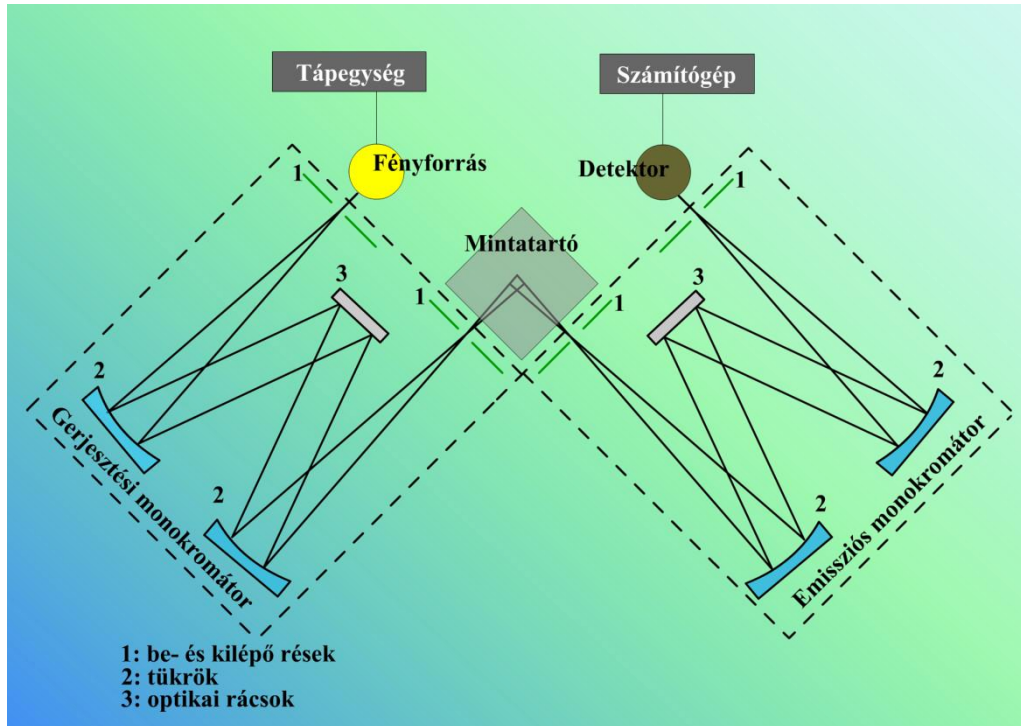 Tápegység
Számítógép
Fényforrás
Detektor
1
1
Mintatartó
3
3
1
1
2
2
2
2
Gerjesztési monokromátor
Emissziós monokromátor
1: be- és kilépő rések
2: tükrök
3: optikai rácsok